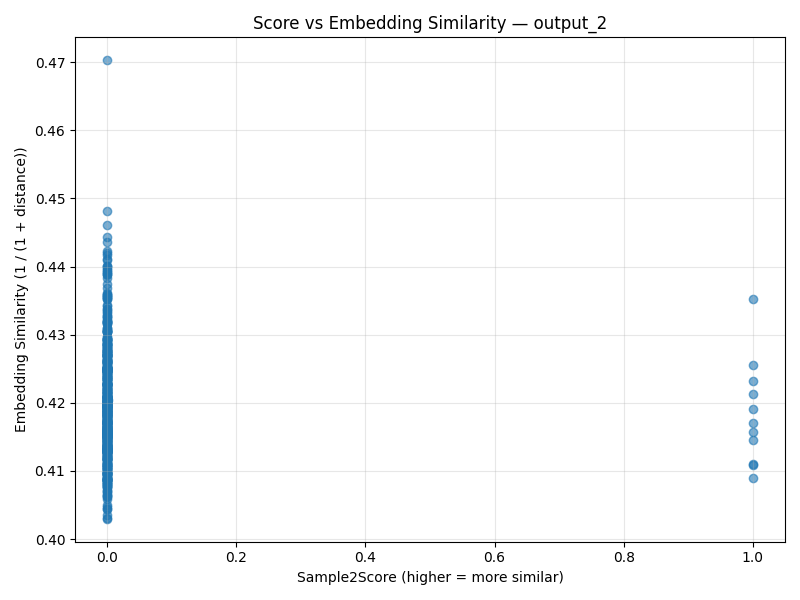 Score vs Embedding Similarity — output_2
Embedding Similarity (1 / (1 + distance))
0.47
0.46
0.45
0.44
0.43
0.42
0.41
0.40
0.0 0.2 0.4 0.6 0.8 1.0
Sample2Score (higher = more similar)